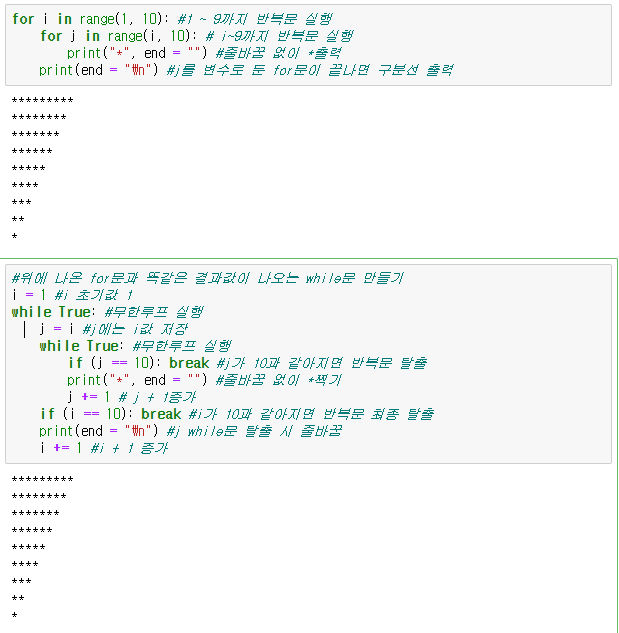 for i in range(1, 10): #1 ~ 9까지 반복문 실행
    for j in range(i, 10): # i~9까지 반복문 실행
        print("*", end = "") #줄바꿈 없이 *출력
    print(end = "₩n") #j를 변수로 둔 for문이 끝나면 구분선 출력
*********
********
*******
******
*****
****
***
**
*
#위에 나온 for문과 똑같은 결과값이 나오는 while문 만들기
i = 1 #i 초기값 1
while True: #무한루프 실행
    j = i #j에는 i값 저장
    while True: #무한루프 실행
        if (j == 10): break #j가 10과 같아지면 반복문 탈출
        print("*", end = "") #줄바꿈 없이 *찍기
        j += 1 # j + 1증가
    if (i == 10): break #i가 10과 같아지면 반복문 최종 탈출
    print(end = "₩n") #j while문 탈출 시 줄바꿈
    i += 1 #i + 1 증가
*********
********
*******
******
*****
****
***
**
*